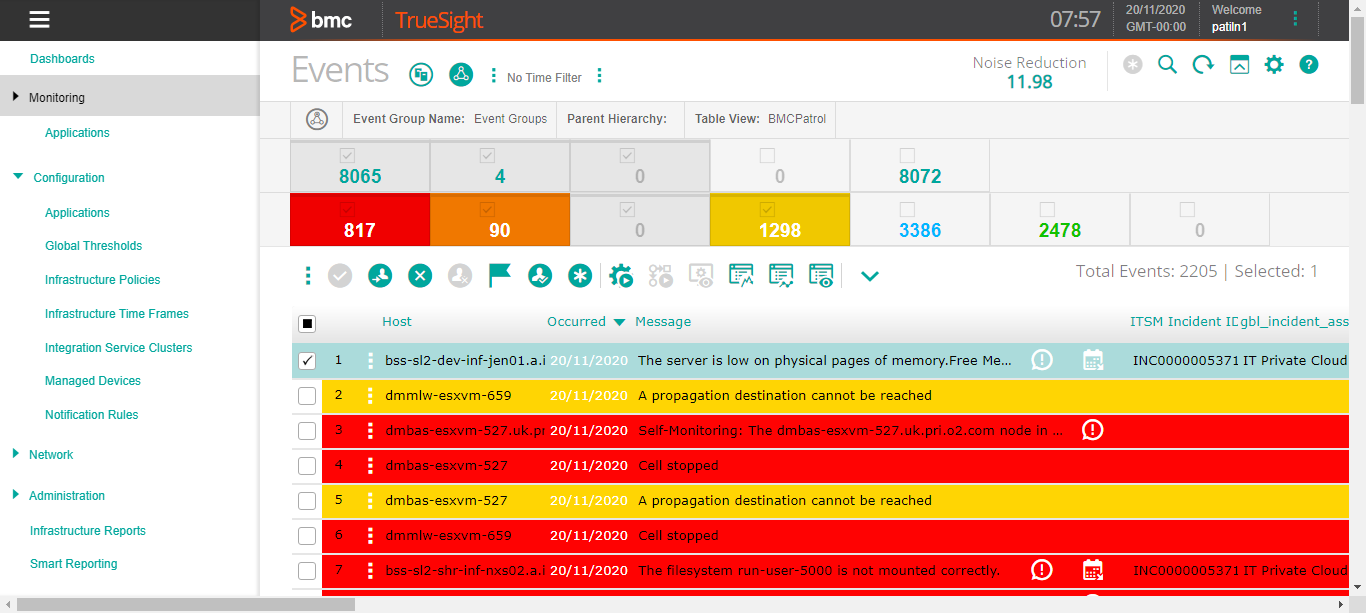 bmc TrueSight 07:57 20/11/2020 Welcome
GMT-00:00 patiln1
Dashboards
Monitoring
Applications
Configuration
Applications
Global Thresholds
Infrastructure Policies
Infrastructure Time Frames
Integration Service Clusters
Managed Devices
Notification Rules
Network
Administration
Infrastructure Reports
Smart Reporting
Events No Time Filter Noise Reduction
11.98
Event Group Name: Event Groups Parent Hierarchy: Table View: BMCPatrol
8065 4 0 0 8072
817 90 0 1298 3386 2478 0
Total Events: 2205 | Selected: 1
Host Occurred Message ITSM Incident ID gbl_incident_ass
1 bss-sl2-dev-inf-jen01.a.i 20/11/2020 The server is low on physical pages of memory.Free Me... INC0000005371 IT Private Cloud
2 dmmlw-esxvm-659 20/11/2020 A propagation destination cannot be reached
3 dmbas-esxvm-527.uk.pr 20/11/2020 Self-Monitoring: The dmbas-esxvm-527.uk.pri.o2.com node in ...
4 dmbas-esxvm-527 20/11/2020 Cell stopped
5 dmbas-esxvm-527 20/11/2020 A propagation destination cannot be reached
6 dmmlw-esxvm-659 20/11/2020 Cell stopped
7 bss-sl2-shr-inf-nxs02.a.i 20/11/2020 The filesystem run-user-5000 is not mounted correctly. INC0000005371 IT Private Cloud